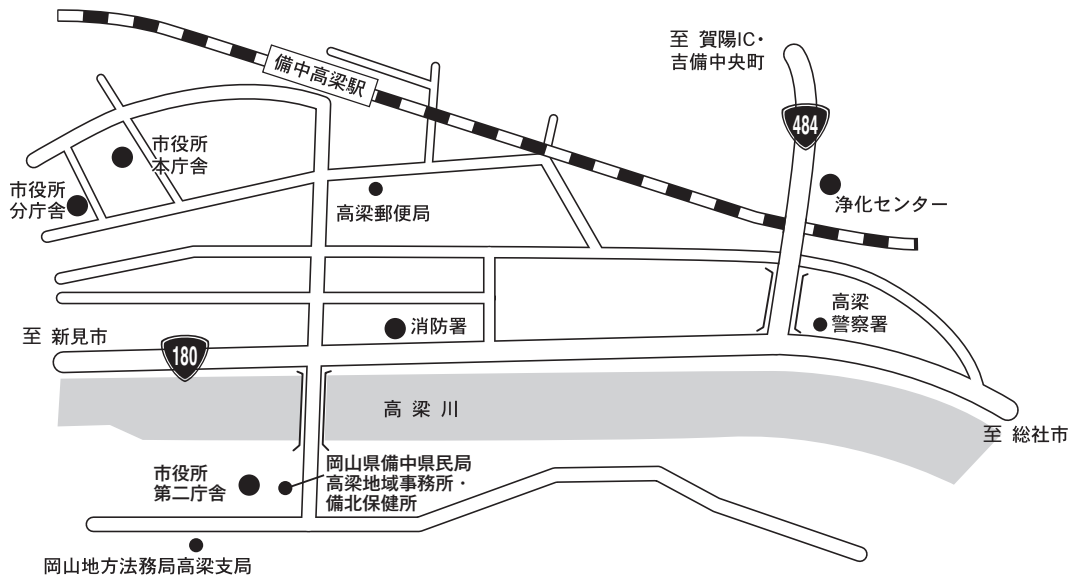 至 賀陽IC・
吉備中央町
備中高梁駅
484
市役所
本庁舎
市役所
分庁舎
高梁郵便局
浄化センター
高梁
警察署
消防署
至 新見市
180
高梁川
至 総社市
市役所
第二庁舎
岡山県備中県民局
高梁地域事務所・
備北保健所
岡山地方法務局高梁支局